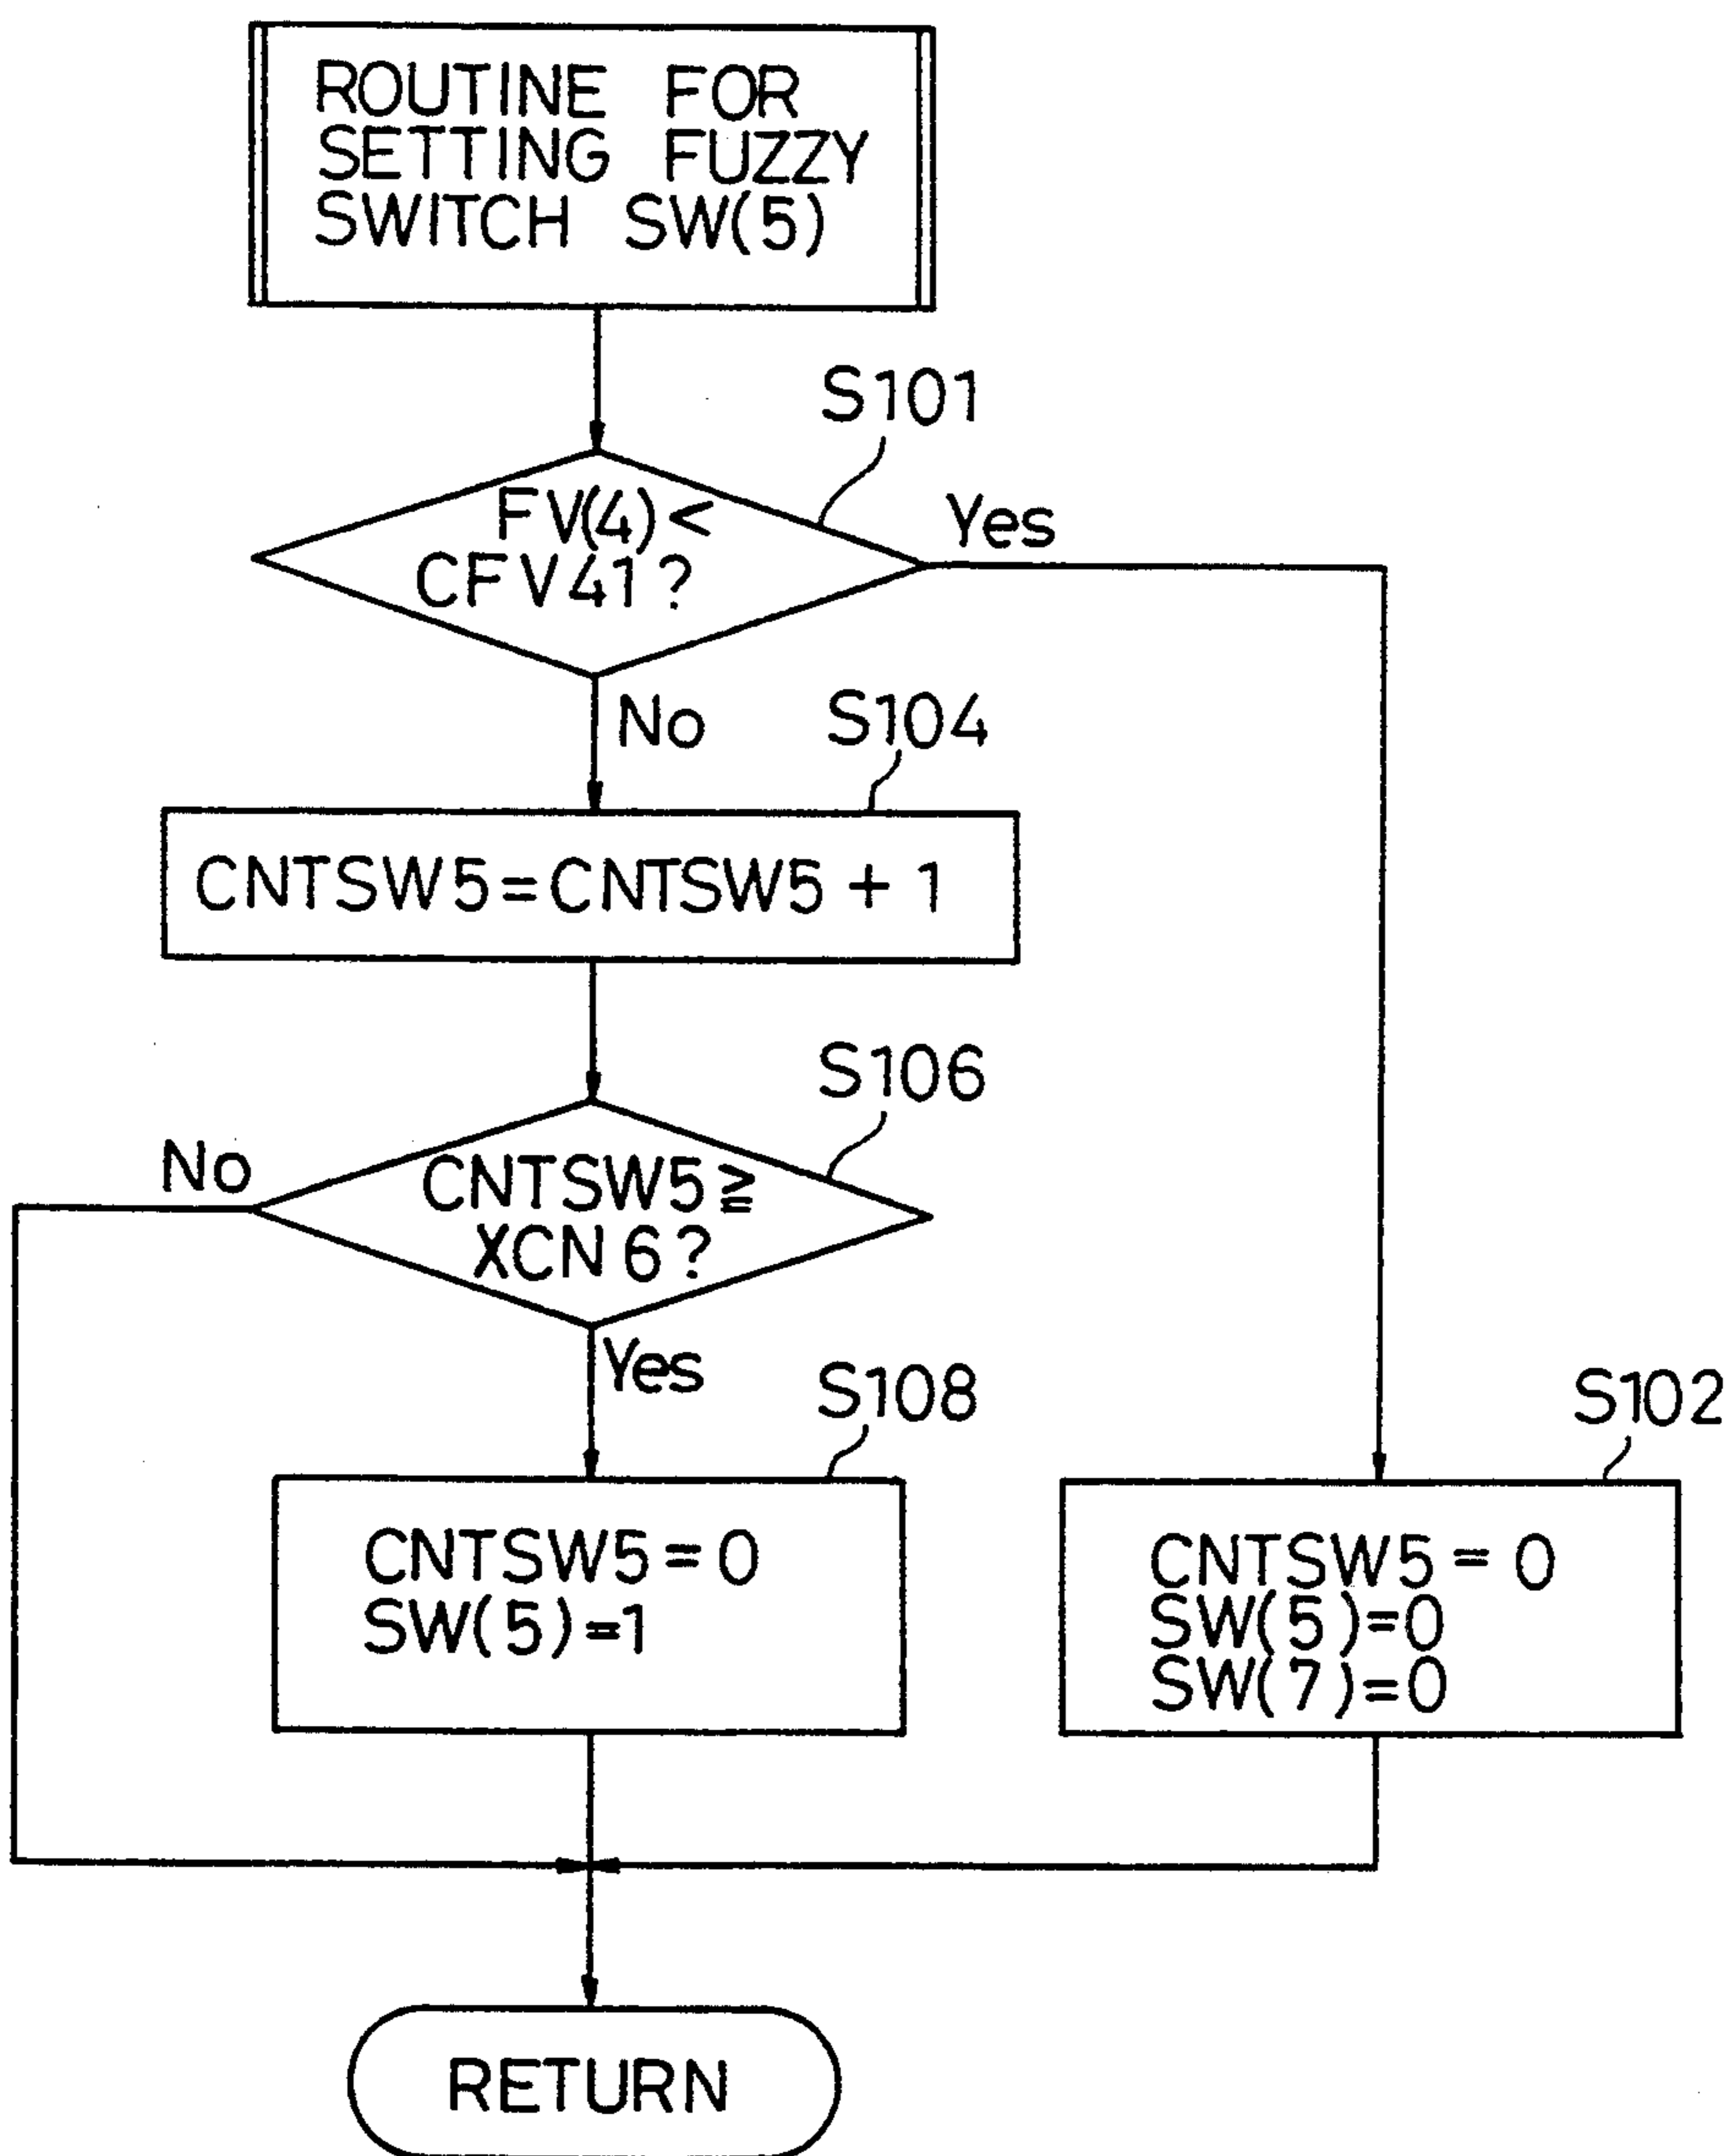 ROUTINE FOR
SETTING FUZZY
SWITCH SW(5)
S101
FV(4)<
CFV41?
Yes
No
S104
CNTSW5=CNTSW5+1
S106
No
CNTSW5≧
XCN6?
Yes
S108
S102
CNTSW5=0
SW(5)=1
CNTSW5=0
SW(5)=0
SW(7)=0
RETURN